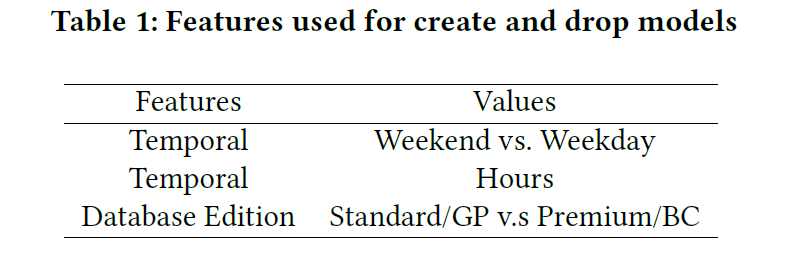 Table 1: Features used for create and drop models
Features Values
Temporal Weekend vs. Weekday
Temporal Hours
Database Edition Standard/GP v.s Premium/BC